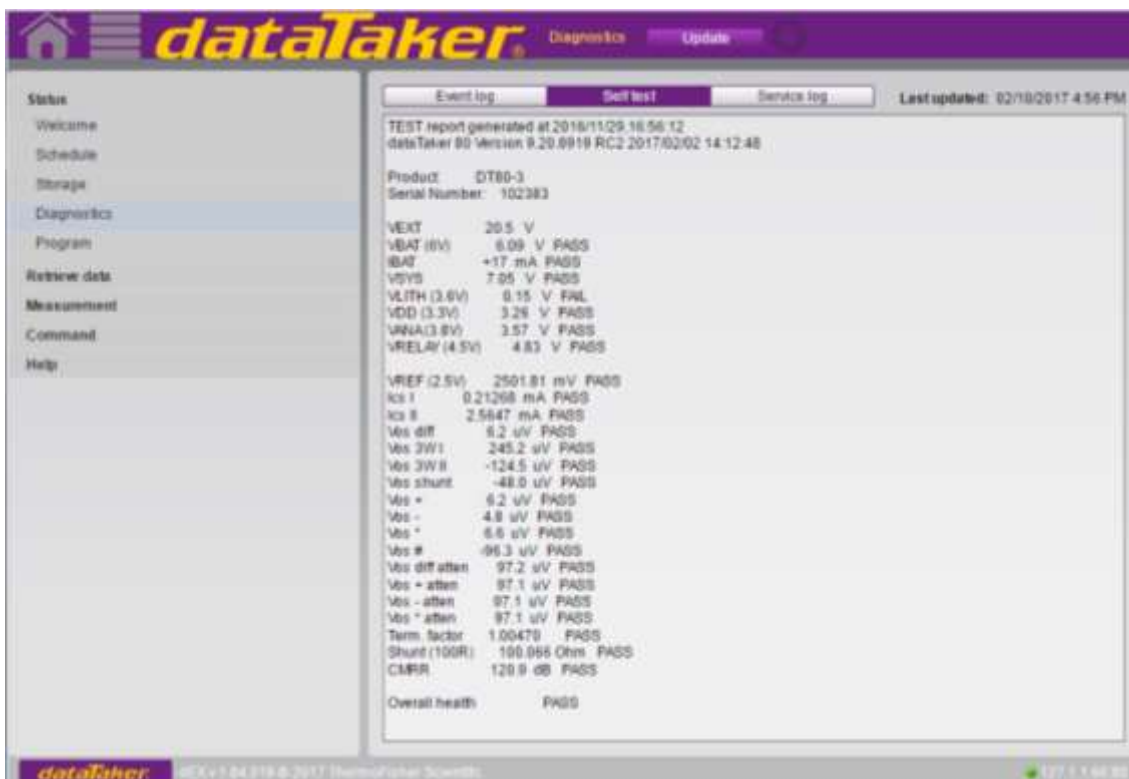 dataTaker
Diagnostics
Update
Status
Welcome
Schedule
Storage
Diagnostics
Program
Retrieve data
Measurement
Command
Help
Event log
Self test
Service log
Last updated: 02/10/2017 4:56 PM
TEST report generated at 2016/11/29,16:56:12
dataTaker 80 Version 9.20.8919 RC2 2017/02/02 14:12:48
Product DT80-3
Serial Number 102383
VEXT 20.5 V
VBAT (6V) 6.09 V PASS
IBAT +17 mA PASS
VSYS 7.05 V PASS
VLITH (3.6V) 0.15 V FAIL
VDD (3.3V) 3.26 V PASS
VANA(3.8V) 3.57 V PASS
VRELAY (4.5V) 4.83 V PASS
VREF (2.5V) 2501.81 mV PASS
Ics I 0.21268 mA PASS
Ics II 2.5647 mA PASS
Vos diff 6.2 uV PASS
Vos 3W I 245.2 uV PASS
Vos 3W II -124.5 uV PASS
Vos shunt -48.0 uV PASS
Vos + 6.2 uV PASS
Vos - 4.8 uV PASS
Vos * 6.6 uV PASS
Vos # -96.3 uV PASS
Vos diff atten 97.2 uV PASS
Vos + atten 97.1 uV PASS
Vos - atten 97.1 uV PASS
Vos * atten 97.1 uV PASS
Term. factor 1.00470 PASS
Shunt (100R) 100.066 Ohm PASS
CMRR 120.9 dB PASS
Overall health PASS
dataTaker
2017 ThermoFisher Scientific